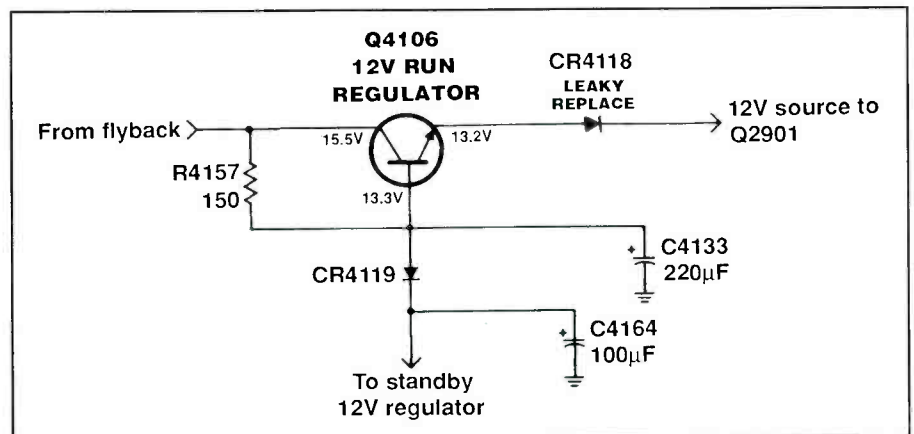 Q4106
12V RUN
REGULATOR
CR4118
LEAKY
REPLACE
From flyback
15.5V
13.2V
12V source to
Q2901
R4157
150
13.3V
CR4119
+
C4133
220µF
+
C4164
100µF
To standby
12V regulator